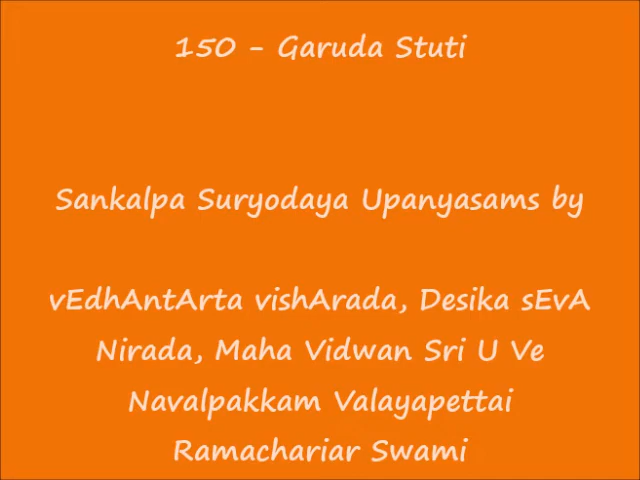 150 - Garuda Stuti
Sankalpa Suryodaya Upanyasams by
vEdhAntArta vishArada, Desika sEvA
Nirada, Maha Vidwan Sri U Ve
Navalpakkam Valayapettai
Ramachariar Swami